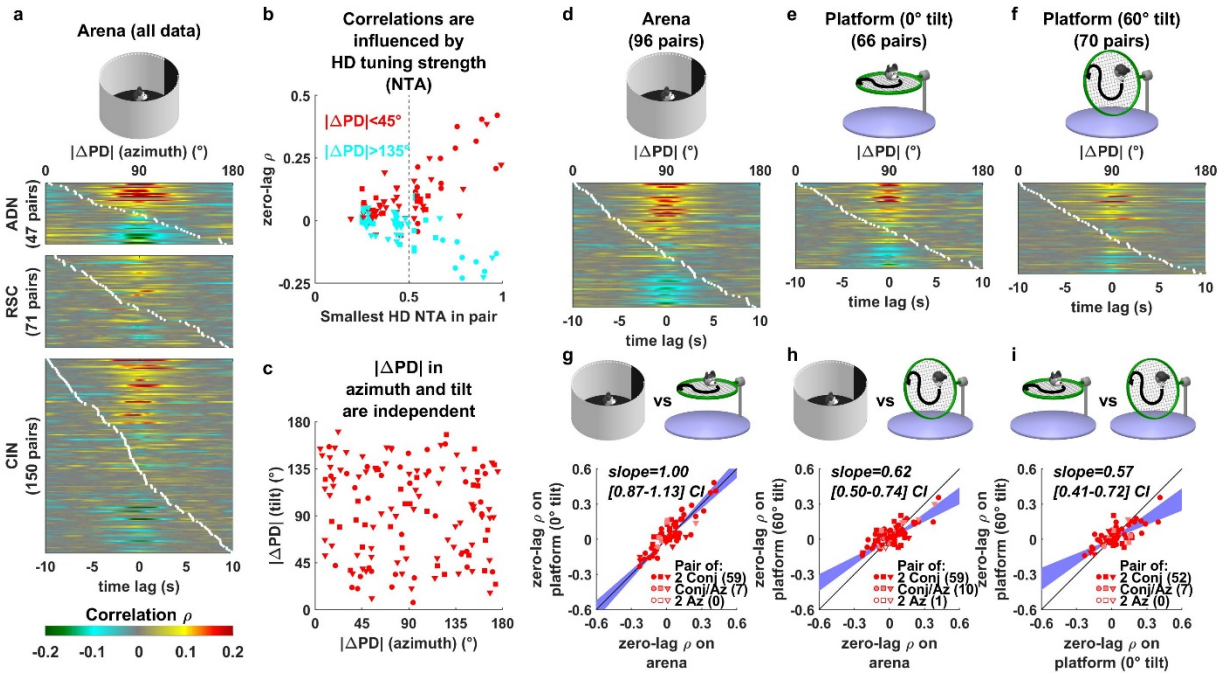 a
Arena (all data)
|ΔPD| (azimuth) (°)
0 90 180
ADN
(47 pairs)
RSC
(71 pairs)
CIN
(150 pairs)
-10 -5 0 5 10
time lag (s)
Correlation ρ
-0.2 -0.1 0 0.1 0.2
b
Correlations are
influenced by
HD tuning strength
(NTA)
0.5
|ΔPD|<45°
|ΔPD|>135°
0.25
zero-lag ρ
0
-0.25
0 0.5 1
Smallest HD NTA in pair
c
|ΔPD| in
azimuth and tilt
are independent
180
135
|ΔPD| (tilt) (°)
90
45
0
0 45 90 135 180
|ΔPD| (azimuth) (°)
d
Arena
(96 pairs)
|ΔPD| (°)
0 90 180
-10 -5 0 5 10
time lag (s)
e
Platform (0° tilt)
(66 pairs)
|ΔPD| (°)
0 90 180
-10 -5 0 5 10
time lag (s)
f
Platform (60° tilt)
(70 pairs)
|ΔPD| (°)
0 90 180
-10 -5 0 5 10
time lag (s)
g
vs
slope=1.00
[0.87-1.13] CI
zero-lag ρ on
platform (0° tilt)
0.6
0.3
0
-0.3
-0.6
Pair of:
2 Conj (59)
Conj/Az (7)
2 Az (0)
-0.6 -0.3 0 0.3 0.6
zero-lag ρ on
arena
h
vs
slope=0.62
[0.50-0.74] CI
zero-lag ρ on
platform (60° tilt)
0.6
0.3
0
-0.3
-0.6
Pair of:
2 Conj (59)
Conj/Az (10)
2 Az (1)
-0.6 -0.3 0 0.3 0.6
zero-lag ρ on
arena
i
vs
slope=0.57
[0.41-0.72] CI
zero-lag ρ on
platform (60° tilt)
0.6
0.3
0
-0.3
-0.6
Pair of:
2 Conj (52)
Conj/Az (7)
2 Az (0)
-0.6 -0.3 0 0.3 0.6
zero-lag ρ on
platform (0° tilt)